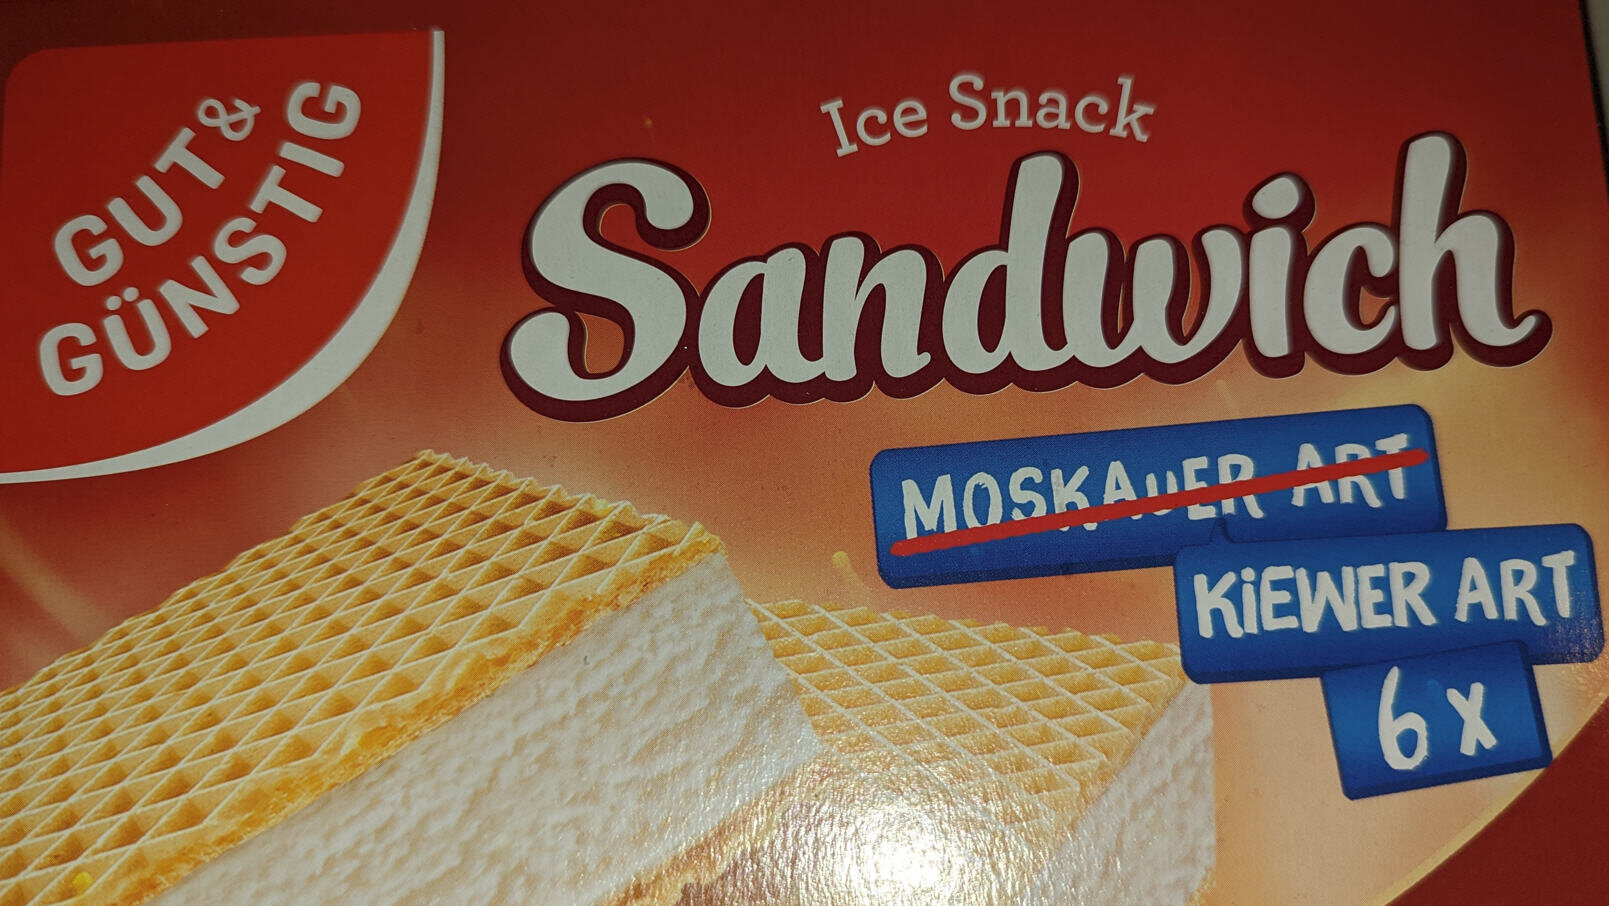 GUT &
GÜNSTIG
Ice Snack
Sandwich
MOSKAuER ART
KiEWER ART
6 x